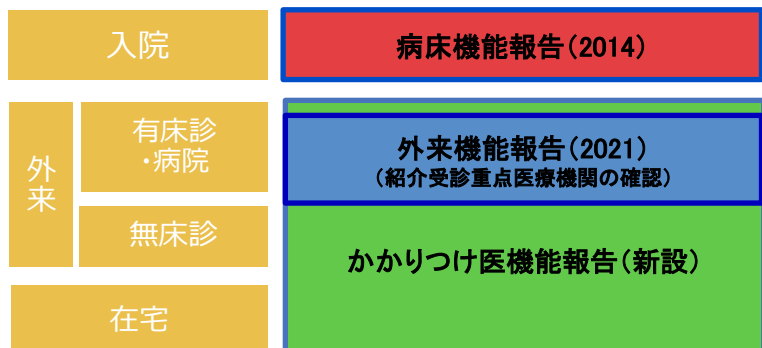 入院
病床機能報告（2014）
外来
有床診
・病院
外来機能報告（2021）
（紹介受診重点医療機関の確認）
無床診
かかりつけ医機能報告（新設）
在宅